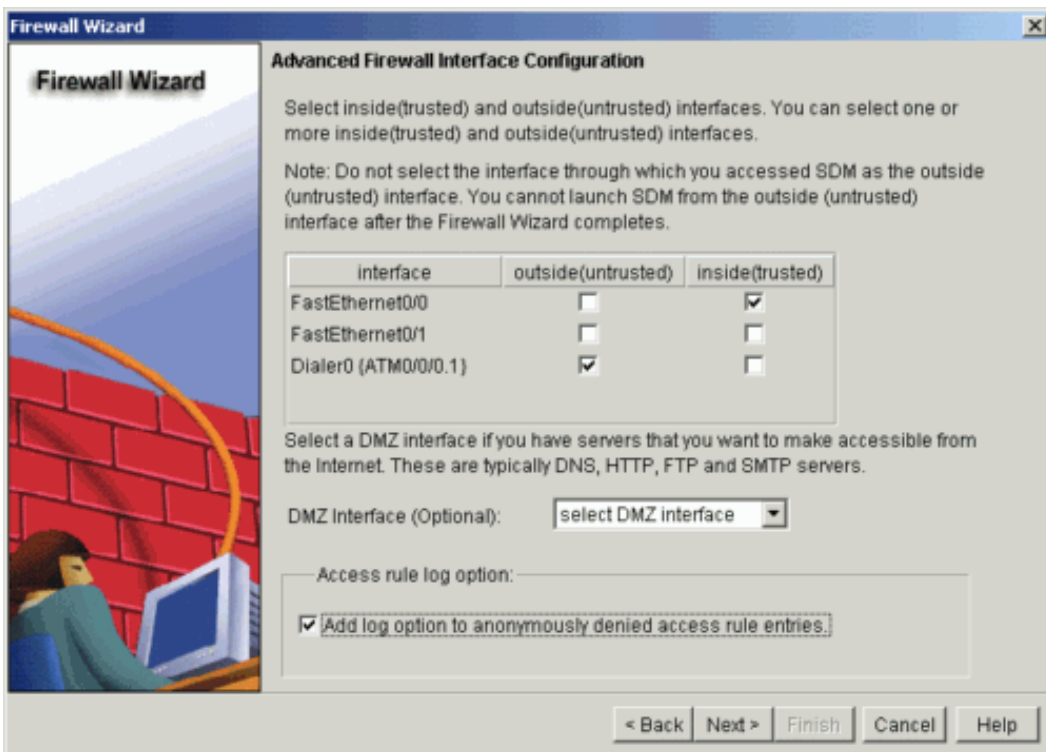 Firewall Wizard
Firewall Wizard
Advanced Firewall Interface Configuration
Select inside(trusted) and outside(untrusted) interfaces. You can select one or
more inside(trusted) and outside(untrusted) interfaces.
Note: Do not select the interface through which you accessed SDM as the outside
(untrusted) interface. You cannot launch SDM from the outside (untrusted)
interface after the Firewall Wizard completes.
interface outside(untrusted) inside(trusted)
FastEthernet0/0
FastEthernet0/1
Dialer0 {ATM0/0/0.1}
Select a DMZ interface if you have servers that you want to make accessible from
the Internet. These are typically DNS, HTTP, FTP and SMTP servers.
DMZ Interface (Optional): select DMZ interface
Access rule log option:
Add log option to anonymously denied access rule entries.
< Back Next > Finish Cancel Help